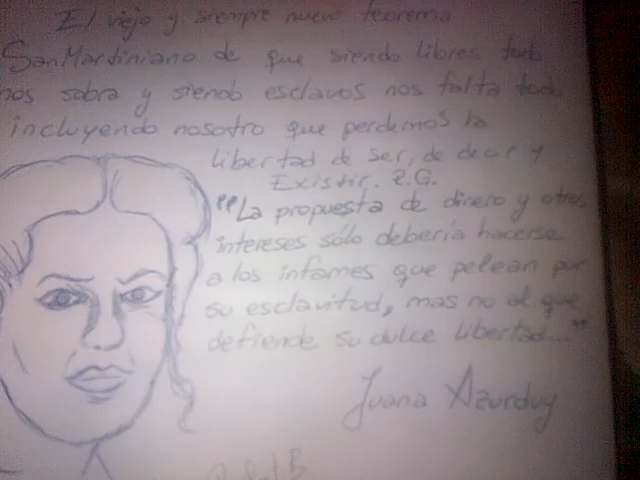 El viejo y siempre nuevo teorema
SanMartiniano de que siendo libres todo
nos sobra y siendo esclavos nos falta todo
incluyendo nosotro que perdemos la
libertad de ser, de decir y
Existir. R.G.
"La propuesta de dinero y otros
intereses sólo debería hacerse
a los infames que pelean por
su esclavitud, mas no al que
defiende su dulce libertad..."
Juana Azurduy